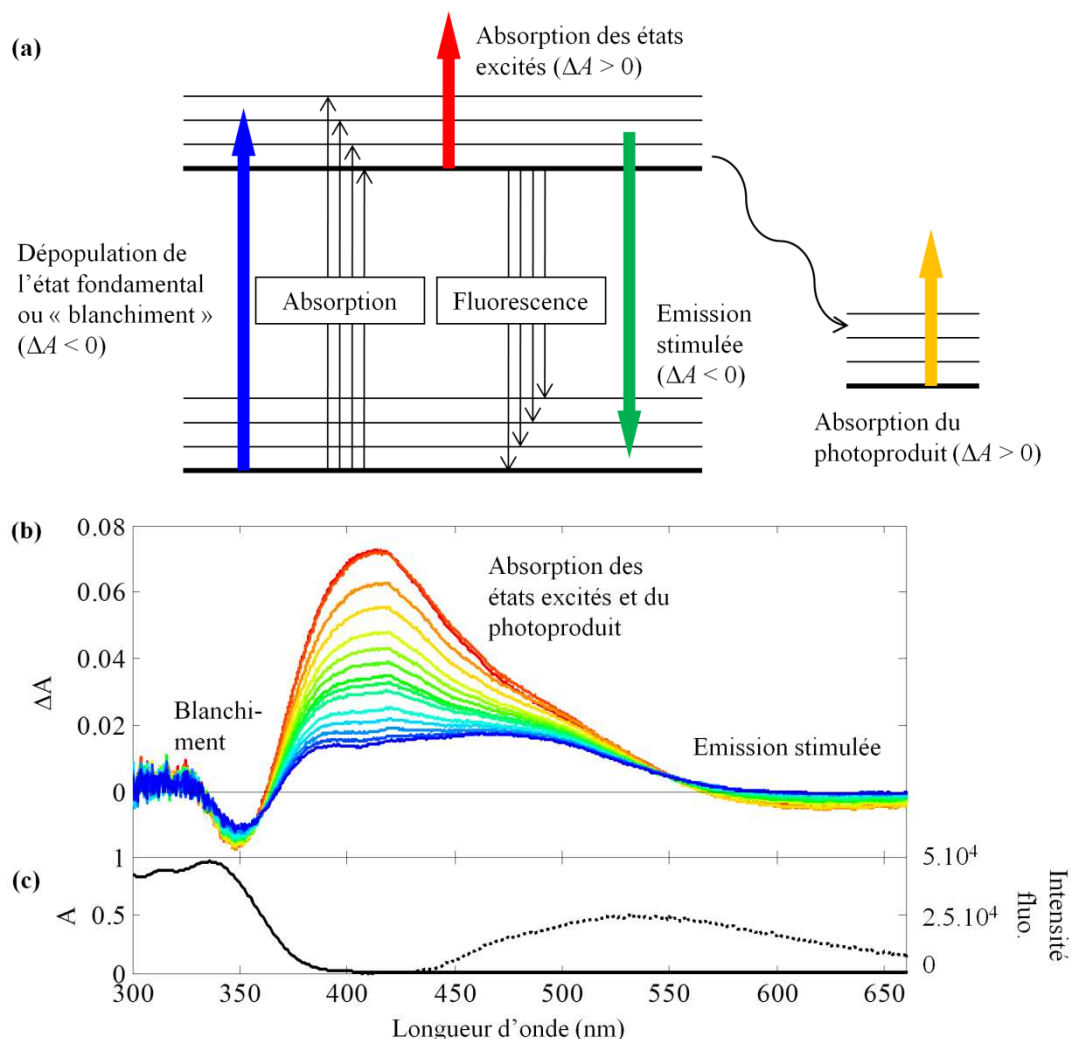 (a)
Absorption des états
excités (ΔA > 0)
Dépopulation de
l’état fondamental
ou « blanchiment »
(ΔA < 0)
Absorption
Fluorescence
Emission
stimulée
(ΔA < 0)
Absorption du
photoproduit (ΔA > 0)
(b)
0.08
0.06
0.04
0.02
0
ΔA
Absorption des
états excités et du
photoproduit
Blanchi-
ment
Emission stimulée
(c)
1
0.5
0
A
5.10⁴
2.5.10⁴
0
Intensité
fluo.
300 350 400 450 500 550 600 650
Longueur d’onde (nm)